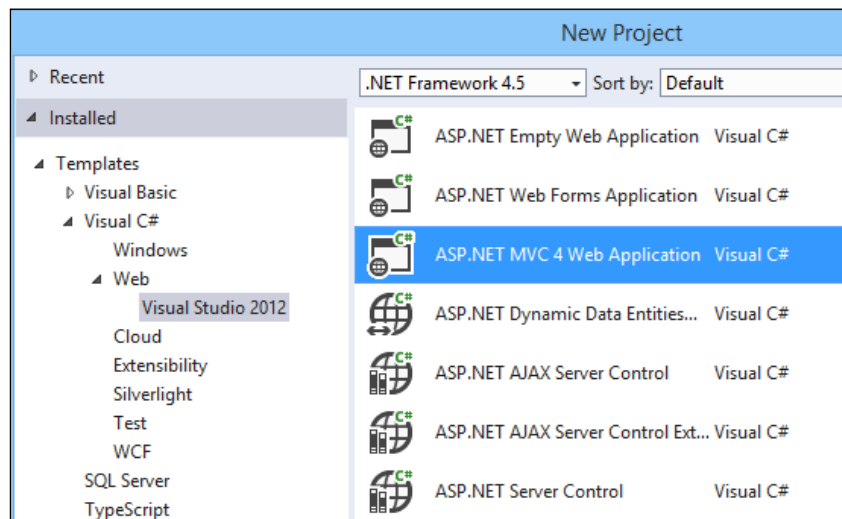 New Project
Recent
Installed
Templates
Visual Basic
Visual C#
Windows
Web
Visual Studio 2012
Cloud
Extensibility
Silverlight
Test
WCF
SQL Server
TypeScript
.NET Framework 4.5 Sort by: Default
C# ASP.NET Empty Web Application Visual C#
C# ASP.NET Web Forms Application Visual C#
C# ASP.NET MVC 4 Web Application Visual C#
C# ASP.NET Dynamic Data Entities... Visual C#
C# ASP.NET AJAX Server Control Visual C#
C# ASP.NET AJAX Server Control Ext... Visual C#
C# ASP.NET Server Control Visual C#